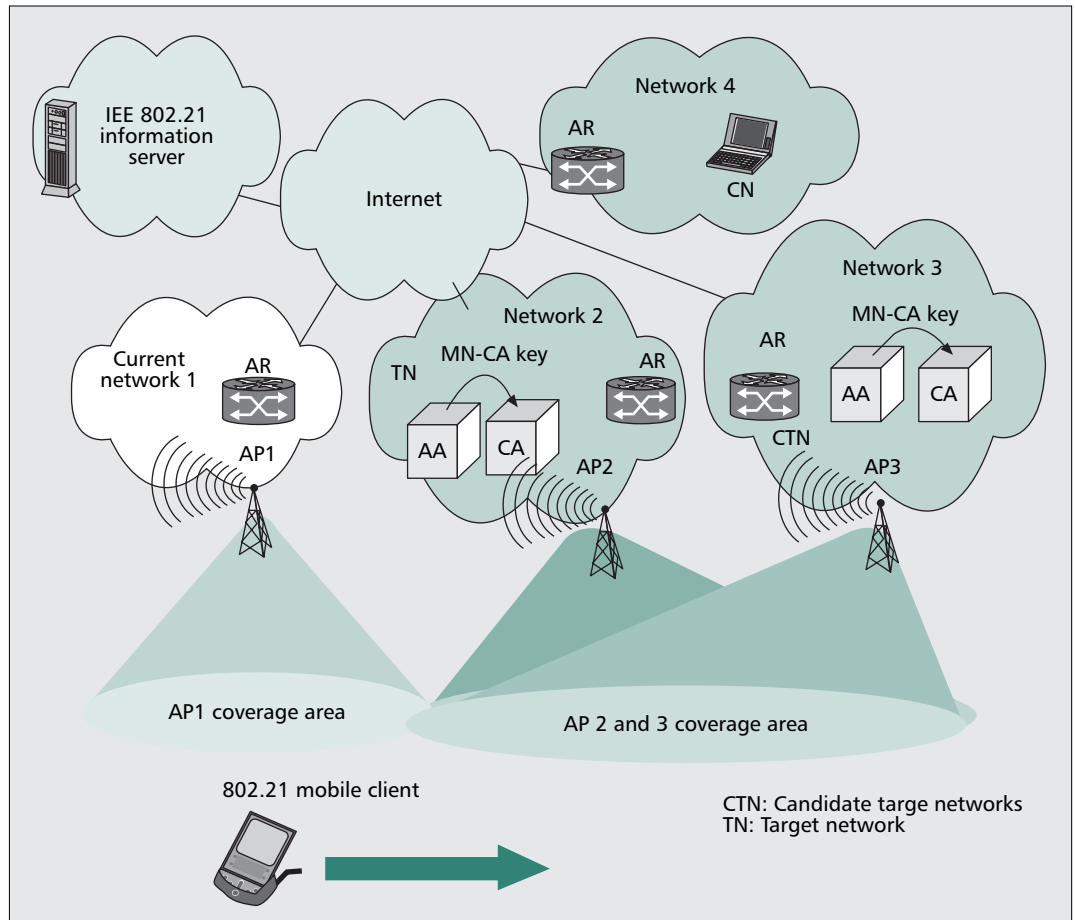 IEE 802.21
information
server
Internet
Network 4
AR
CN
Network 3
MN-CA key
AR
AA
CA
CTN
AP3
Network 2
MN-CA key
TN
AR
AA
CA
AP2
Current
network 1
AR
AP1
AP1 coverage area
AP 2 and 3 coverage area
802.21 mobile client
CTN: Candidate targe networks
TN: Target network